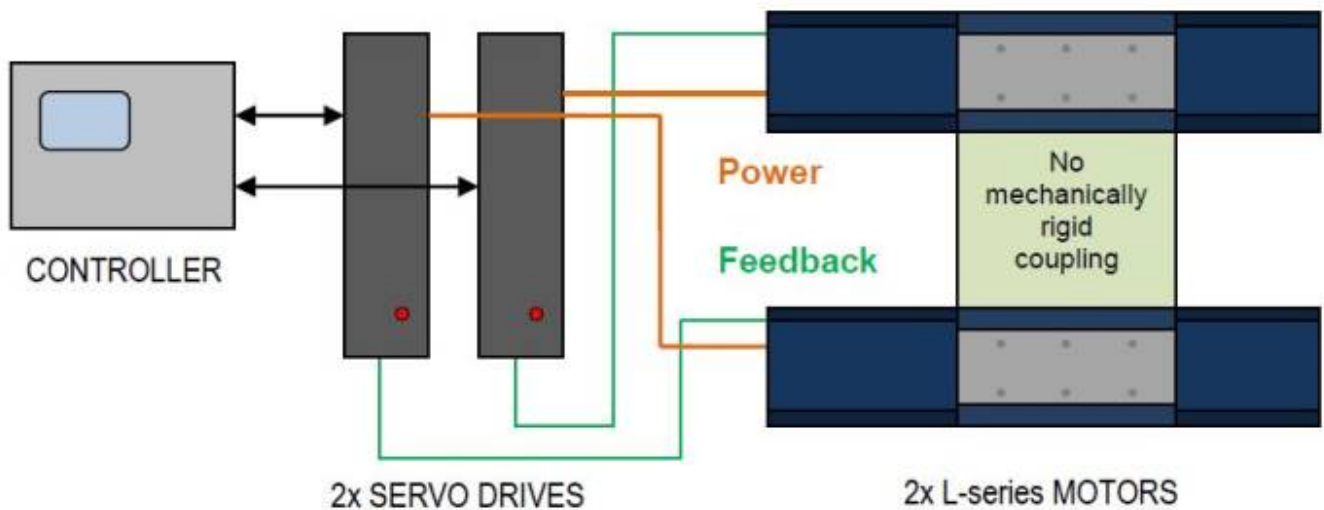 No
mechanically
rigid
coupling
Power
Feedback
CONTROLLER
2x SERVO DRIVES
2x L-series MOTORS